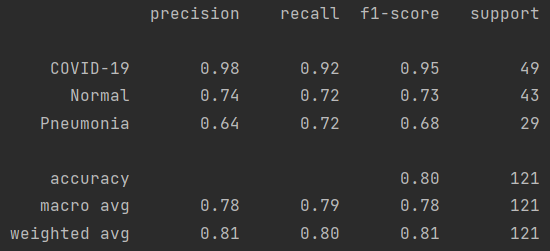 precision recall f1-score support
COVID-19 0.98 0.92 0.95 49
Normal 0.74 0.72 0.73 43
Pneumonia 0.64 0.72 0.68 29
accuracy 0.80 121
macro avg 0.78 0.79 0.78 121
weighted avg 0.81 0.80 0.81 121